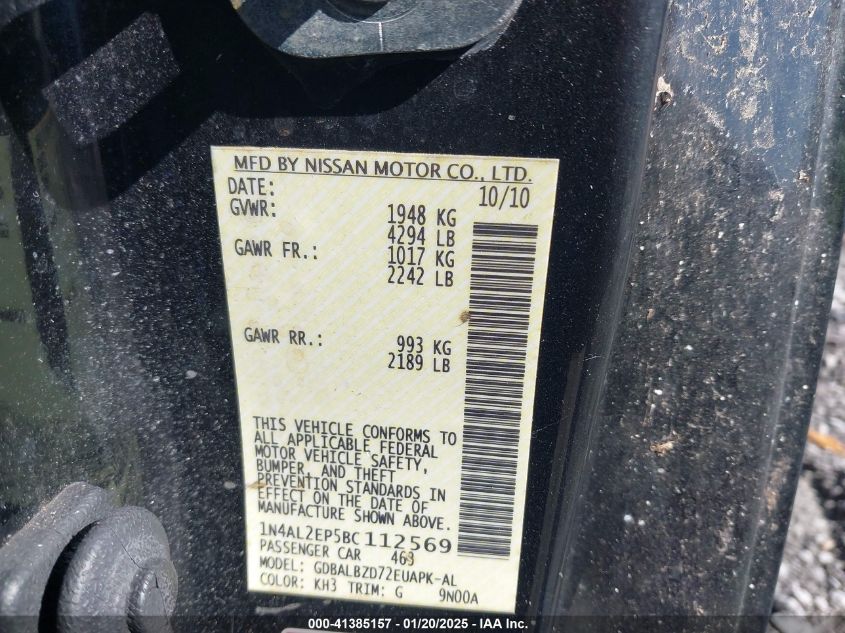 MFD BY NISSAN MOTOR CO., LTD.
DATE: 10/10
GVWR: 1948 KG
4294 LB
GAWR FR.: 1017 KG
2242 LB
GAWR RR.: 993 KG
2189 LB
THIS VEHICLE CONFORMS TO
ALL APPLICABLE FEDERAL
MOTOR VEHICLE SAFETY,
BUMPER, AND THEFT
PREVENTION STANDARDS IN
EFFECT ON THE DATE OF
MANUFACTURE SHOWN ABOVE.
1N4AL2EP5BC112569
PASSENGER CAR 463
MODEL: GDBALBZD72EUAPK-AL
COLOR: KH3 TRIM: G 9N00A
000-41385157 — 01/20/2025 — IAA Inc.